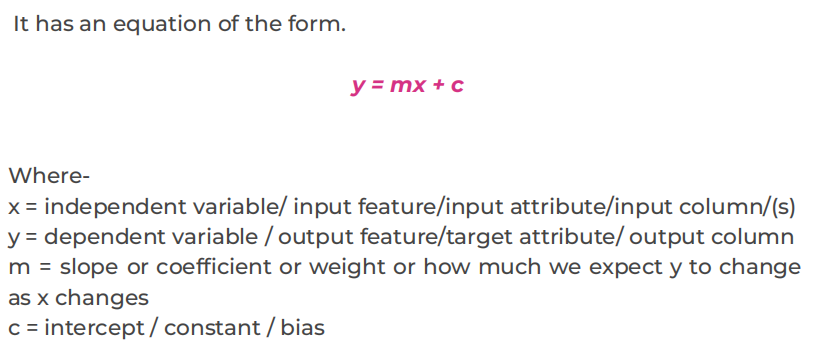 It has an equation of the form.
y = mx + c
Where-
x = independent variable/ input feature/input attribute/input column/(s)
y = dependent variable / output feature/target attribute/ output column
m = slope or coefficient or weight or how much we expect y to change
as x changes
c = intercept / constant / bias